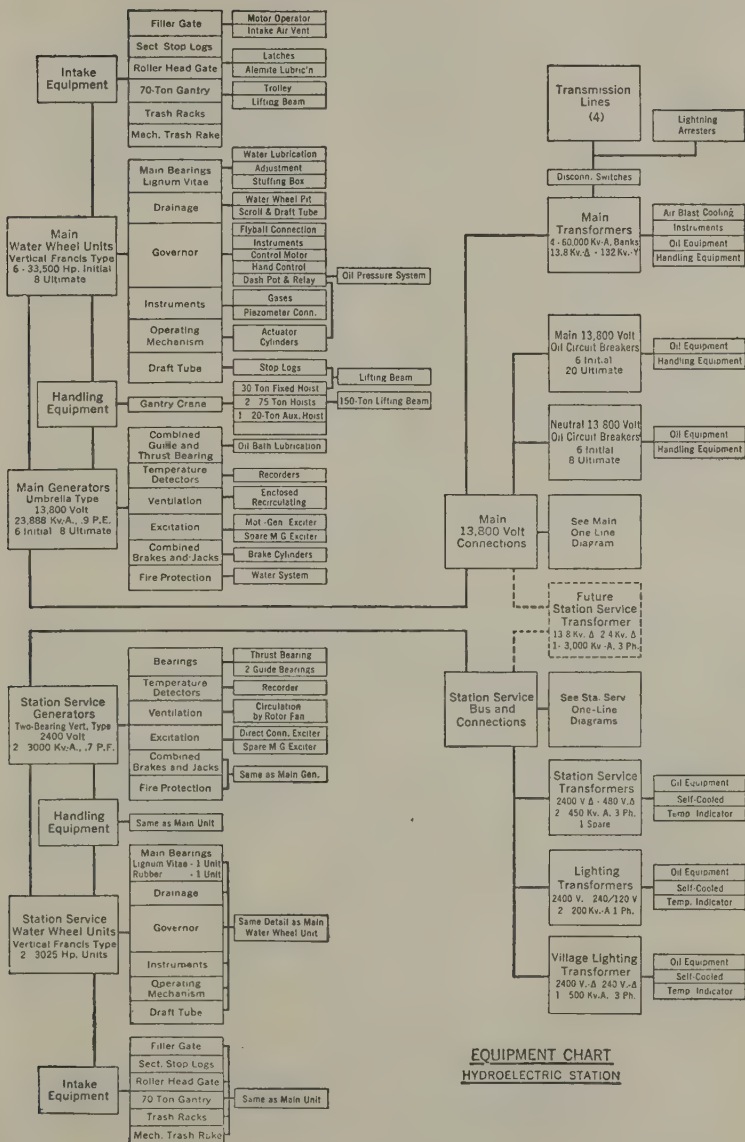 Intake
Equipment
Filler Gate
Motor Operator
Intake Air Vent
Sect Stop Logs
Roller Head Gate
Latches
Alemite Lubric'n
70-Ton Gantry
Trolley
Lifting Beam
Trash Racks
Mech. Trash Rake
Main
Water Wheel Units
Vertical Francis Type
6 - 33,500 Hp. Initial
8 Ultimate
Main Bearings
Lignum Vitae
Water Lubrication
Adjustment
Stuffing Box
Drainage
Water Wheel Pit
Scroll & Draft Tube
Governor
Flyball Connection
Instruments
Control Motor
Hand Control
Dash Pot & Relay
Oil Pressure System
Instruments
Gases
Piezometer Conn.
Operating
Mechanism
Actuator
Cylinders
Draft Tube
Stop Logs
Lifting Beam
Handling
Equipment
Gantry Crane
30 Ton Fixed Hoist
2 75 Ton Hoists
1 20-Ton Aux. Hoist
150-Ton Lifting Beam
Main Generators
Umbrella Type
13,800 Volt
23,888 Kv-A., .9 P.E.
6 Initial 8 Ultimate
Combined
Guide and
Thrust Bearing
Oil Bath Lubrication
Temperature
Detectors
Recorders
Ventilation
Enclosed
Recirculating
Excitation
Mot -Gen Exciter
Spare M G Exciter
Combined
Brakes and Jacks
Brake Cylinders
Fire Protection
Water System
Transmission
Lines
(4)
Lightning
Arresters
Disconn. Switches
Main
Transformers
4 - 60,000 Kv-A. Banks
13.8 Kv.-Δ - 132 Kv.-Y
Air Blast Cooling
Instruments
Oil Equipment
Handling Equipment
Main 13,800 Volt
Oil Circuit Breakers
6 Initial
20 Ultimate
Oil Equipment
Handling Equipment
Neutral 13 800 Volt
Oil Circuit Breakers
6 Initial
8 Ultimate
Oil Equipment
Handling Equipment
Main
13,800 Volt
Connections
See Main
One Line
Diagram
Future
Station Service
Transformer
13 8 Kv. Δ 2 4 Kv. Δ
1- 3,000 Kv -A. 3 Ph.
Station Service
Generators
Two-Bearing Vert. Type
2400 Volt
2 3000 Kv-A., .7 P.F.
Bearings
Thrust Bearing
2 Guide Bearings
Temperature
Detectors
Recorder
Ventilation
Circulation
by Rotor Fan
Excitation
Direct Conn. Exciter
Spare M G Exciter
Combined
Brakes and Jacks
Fire Protection
Same as Main Gen.
Handling
Equipment
Same as Main Unit
Station Service
Water Wheel Units
Vertical Francis Type
2 3025 Hp. Units
Main Bearings
Lignum Vitae - 1 Unit
Rubber - 1 Unit
Drainage
Governor
Same Detail as Main
Water Wheel Unit
Instruments
Operating
Mechanism
Draft Tube
Intake
Equipment
Filler Gate
Sect. Stop Logs
Roller Head Gate
70 Ton Gantry
Trash Racks
Mech. Trash Rake
Same as Main Unit
Station Service
Bus and
Connections
See Sta. Serv
One-Line
Diagrams
Station Service
Transformers
2400 V Δ - 480 V.Δ
2 450 Kv. A. 3 Ph.
1 Spare
Oil Equipment
Self-Cooled
Temp Indicator
Lighting
Transformers
2400 V. 240/120 V
2 200 Kv.-A 1 Ph.
Oil Equipment
Self-Cooled
Temp. Indicator
Village Lighting
Transformer
2400 V.-Δ 240 V.-Δ
1 500 Kv.A. 3 Ph.
Oil Equipment
Self-Cooled
Temp Indicator
EQUIPMENT CHART
HYDROELECTRIC STATION